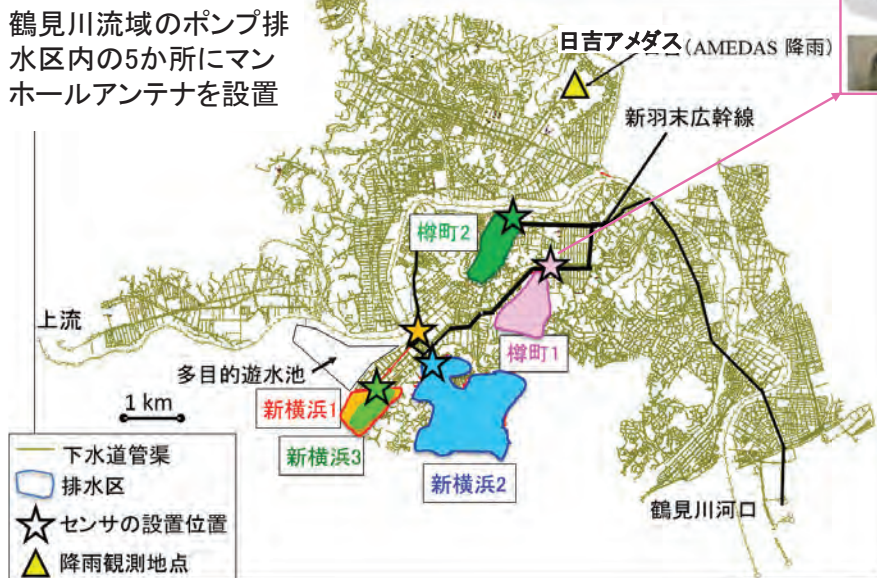 鶴見川流域のポンプ排
水区内の5か所にマン
ホールアンテナを設置
日吉アメダス
(AMEDAS 降雨)
新羽末広幹線
樽町2
上流
多目的遊水池
樽町1
1 km
新横浜1
新横浜3
新横浜2
鶴見川河口
下水道管渠
排水区
センサの設置位置
降雨観測地点